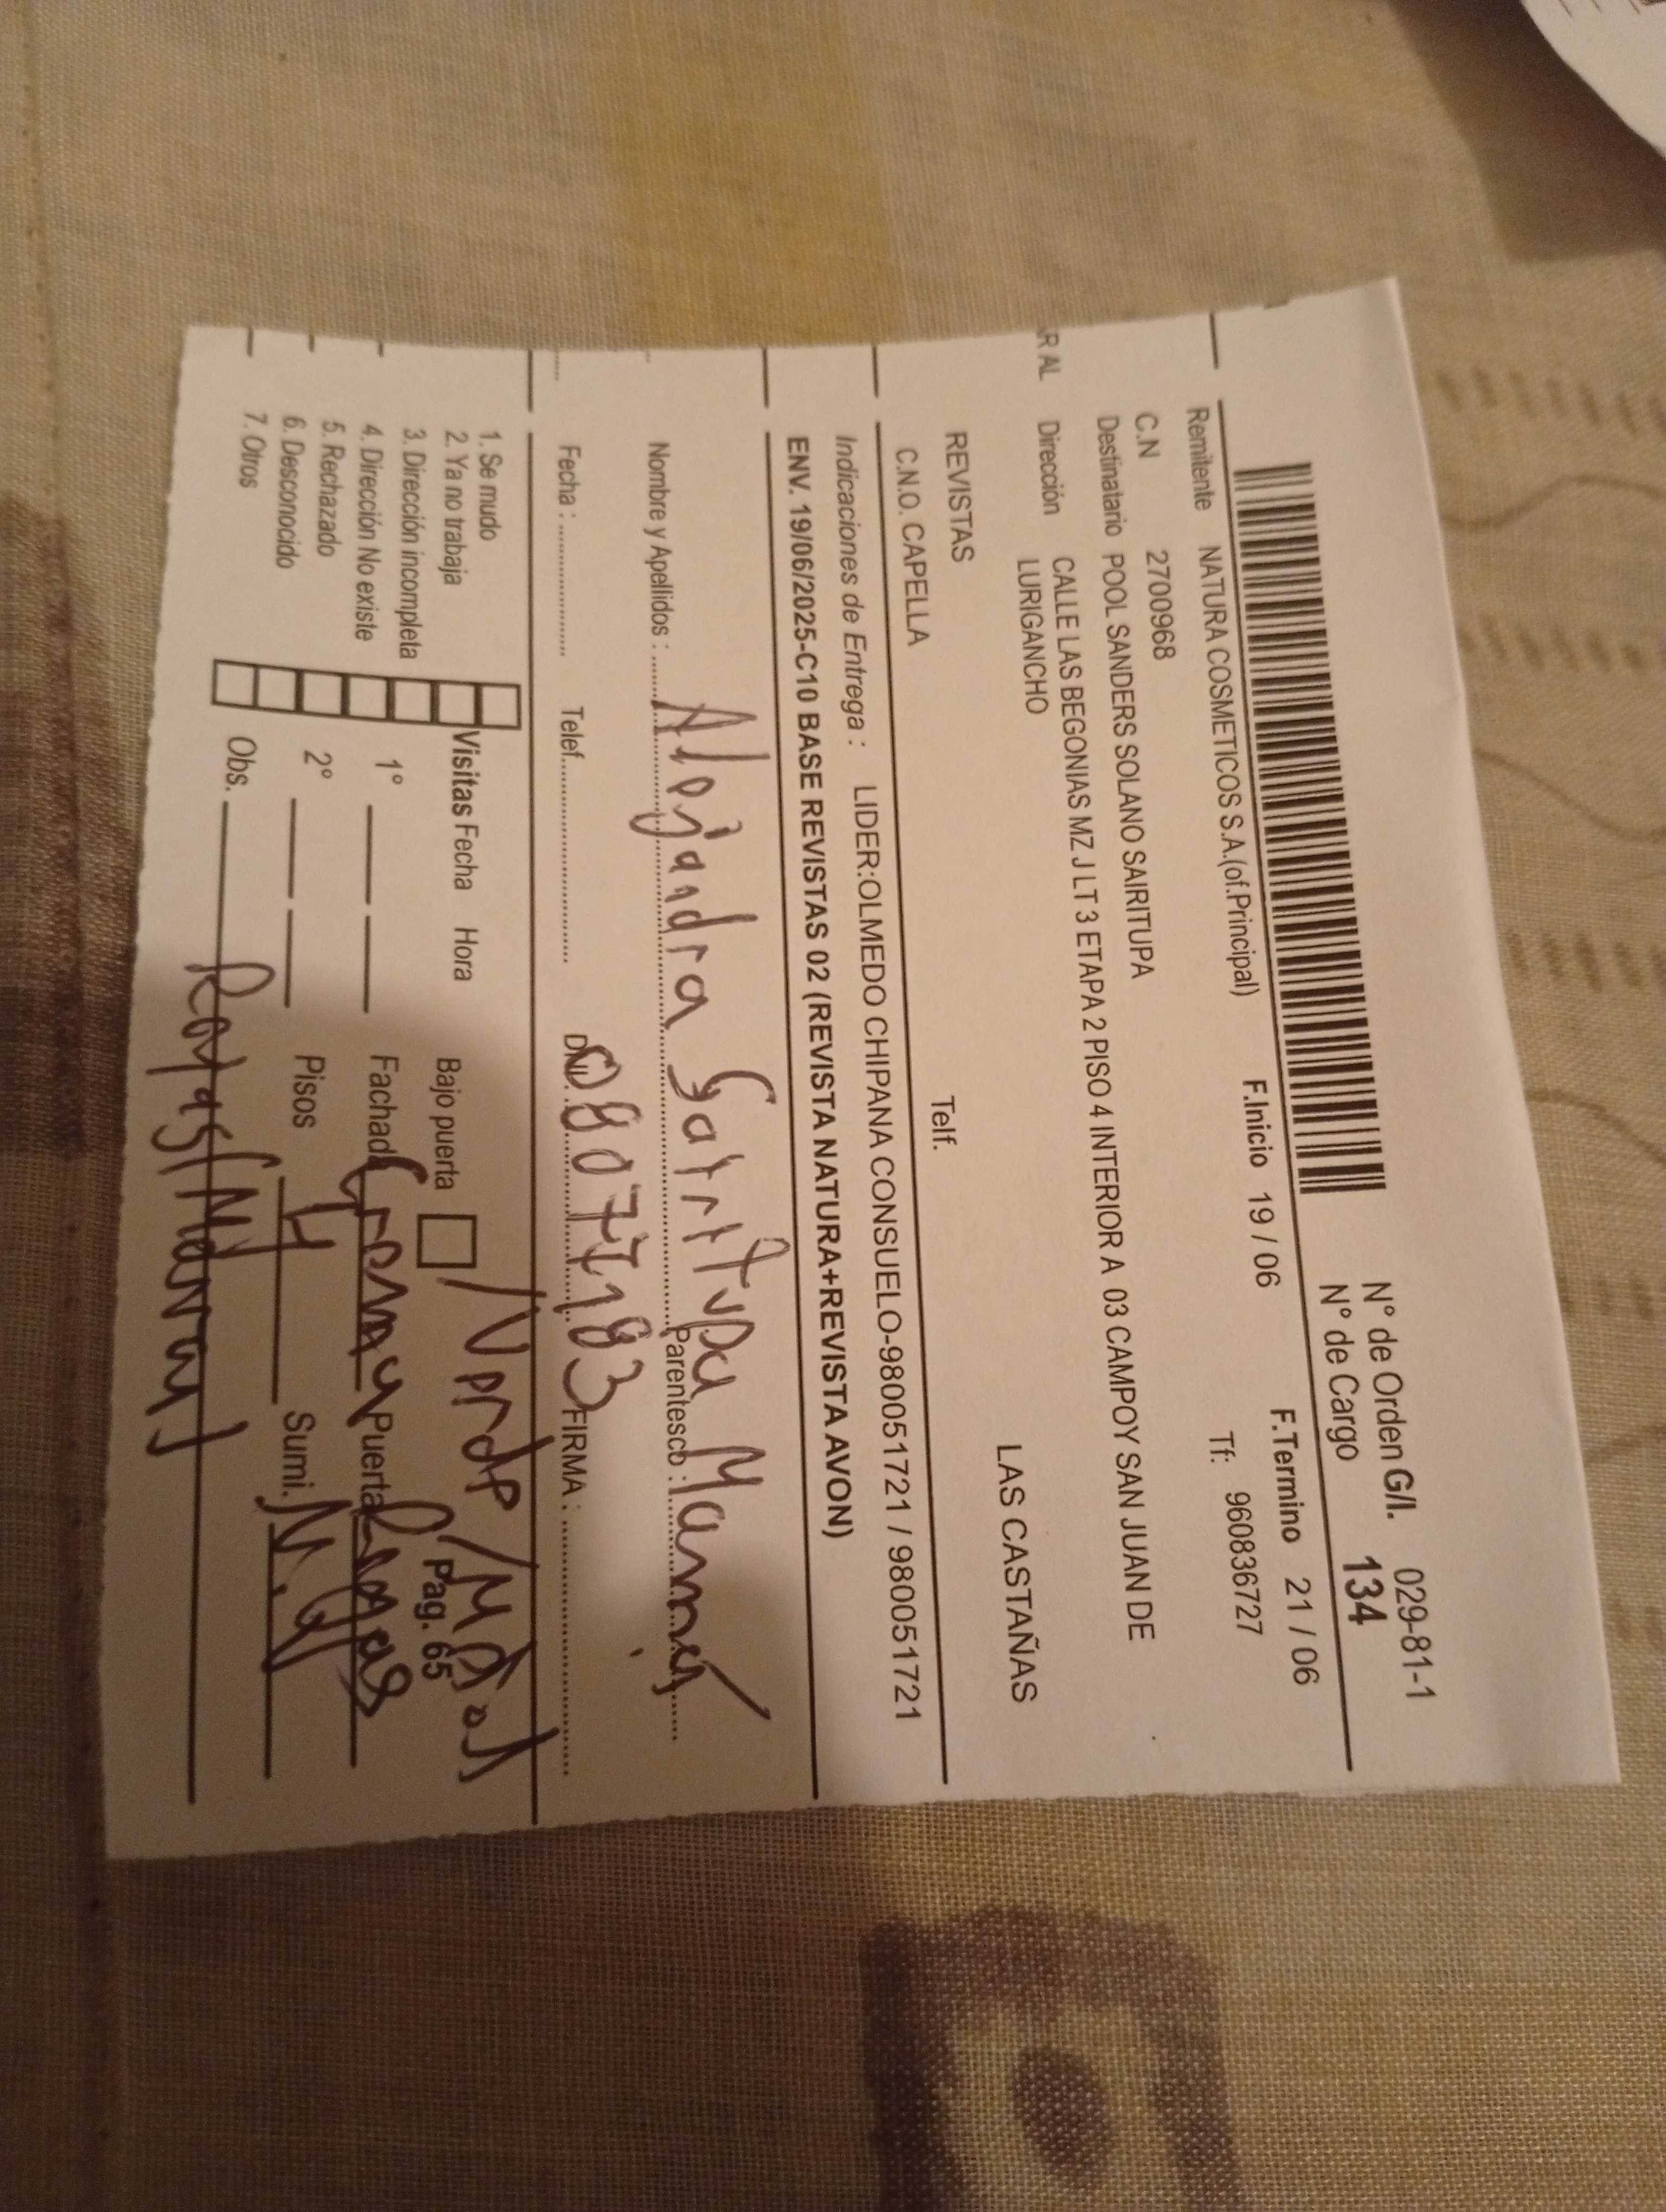 N° de Orden G/I. 029-81-1
N° de Cargo 134
F.Inicio 19 / 06 F.Termino 21 / 06
Remitente NATURA COSMETICOS S.A.(of.Principal) Tf: 960836727
C.N 2700968
Destinatario POOL SANDERS SOLANO SAIRITUPA
R AL Dirección CALLE LAS BEGONIAS MZ J LT 3 ETAPA 2 PISO 4 INTERIOR A 03 CAMPOY SAN JUAN DE
LURIGANCHO
LAS CASTAÑAS
REVISTAS
C.N.O. CAPELLA Telf.
Indicaciones de Entrega : LIDER:OLMEDO CHIPANA CONSUELO-980051721 / 980051721
ENV. 19/06/2025-C10 BASE REVISTAS 02 (REVISTA NATURA+REVISTA AVON)
Nombre y Apellidos : Alejandra Sairitupa Parentesco :
Fecha : Telef. FIRMA :
1. Se mudo
2. Ya no trabaja
3. Dirección incompleta
4. Dirección No existe
5. Rechazado
6. Desconocido
7. Otros
Visitas Fecha Hora
1°
2°
Obs.
Bajo puerta
Pag. 65
Fachada Puerta
Pisos 4 Sumi.